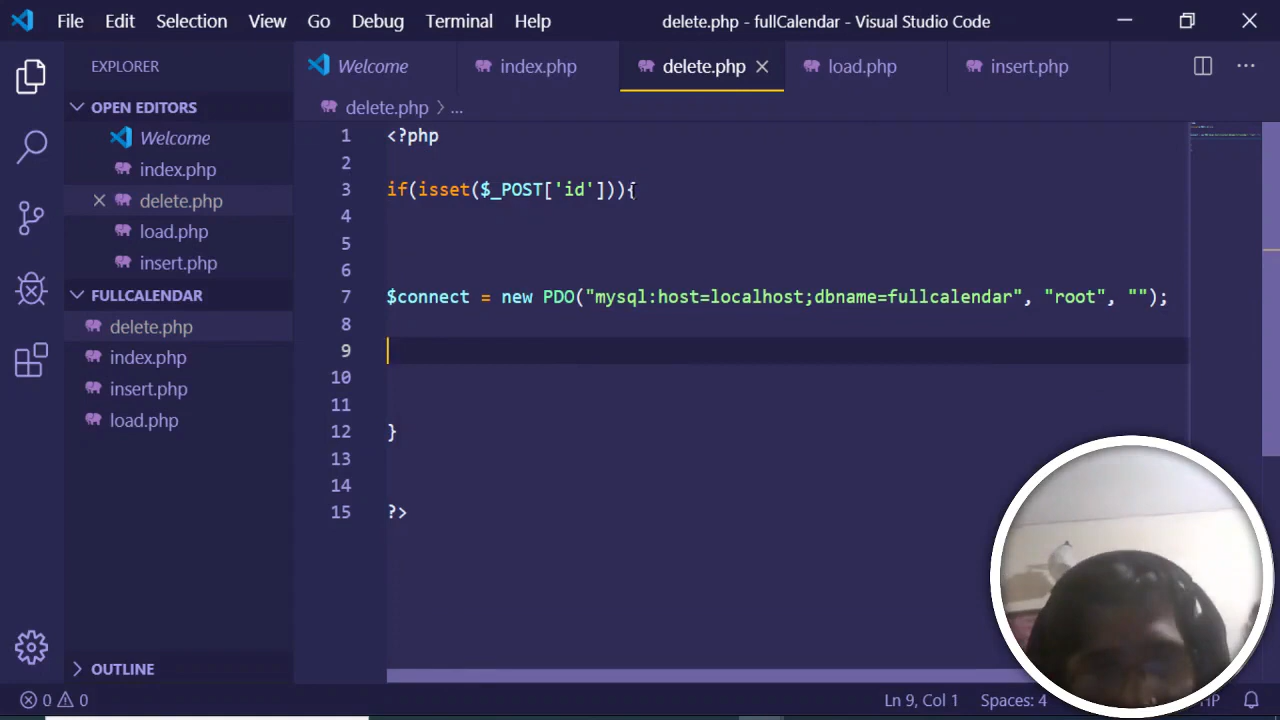 File Edit Selection View Go Debug Terminal Help delete.php - fullCalendar - Visual Studio Code
EXPLORER
Welcome index.php delete.php load.php insert.php
OPEN EDITORS
Welcome
index.php
delete.php
load.php
insert.php
FULLCALENDAR
delete.php
index.php
insert.php
load.php
OUTLINE
delete.php > ...
1 <?php
2
3 if(isset($_POST['id'])){
4
5
6
7 $connect = new PDO("mysql:host=localhost;dbname=fullcalendar", "root", "");
8
9
10
11
12 }
13
14
15 ?>
0 0 Ln 9, Col 1 Spaces: 4 HP